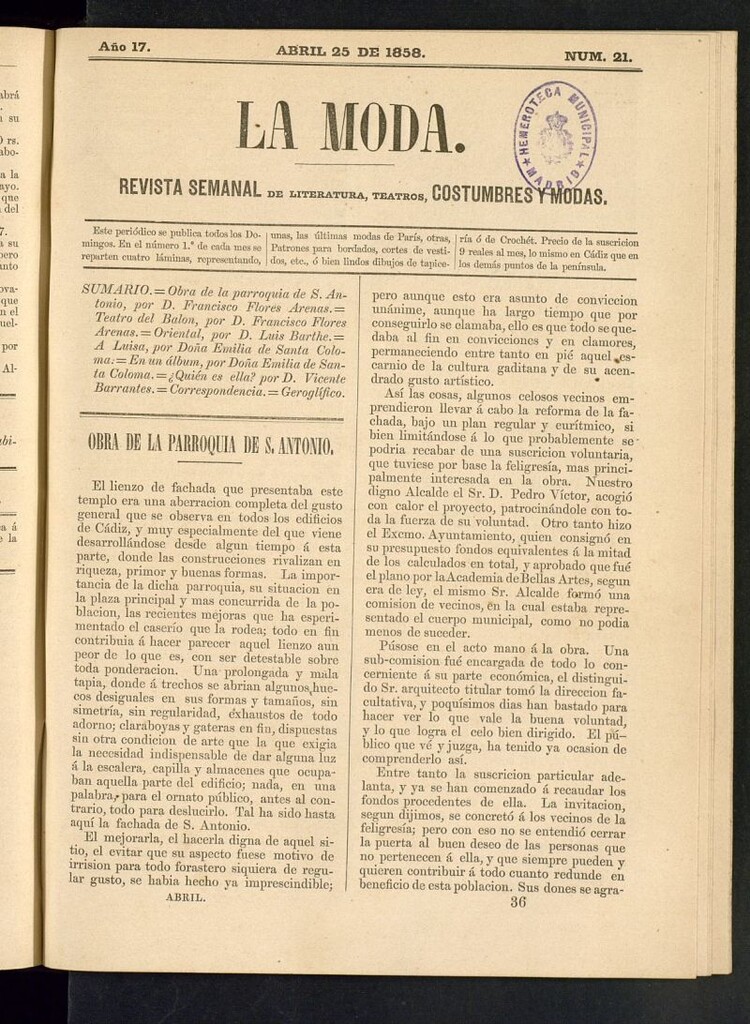 Año 17.
ABRIL 25 DE 1858.
NUM. 21.
LA MODA.
HEMEROTECA MUNICIPAL
★ MADRID ★
REVISTA SEMANAL DE LITERATURA, TEATROS, COSTUMBRES Y MODAS.
Este periódico se publica todos los Do-
mingos. En el número 1.º de cada mes se
reparten cuatro láminas, representando,
unas, las últimas modas de París, otras,
Patrones para bordados, cortes de vesti-
dos, etc., ó bien lindos dibujos de tapice-
ría ó de Crochét. Precio de la suscricion
9 reales al mes, lo mismo en Cádiz que en
los demás puntos de la península.
SUMARIO.=Obra de la parroquia de S. An-
tonio, por D. Francisco Flores Arenas.=
Teatro del Balon, por D. Francisco Flores
Arenas.=Oriental, por D. Luis Barthe.=
A Luisa, por Doña Emilia de Santa Colo-
ma.=En un álbum, por Doña Emilia de San-
ta Coloma.=¿Quién es ella? por D. Vicente
Barrantes.=Correspondencia.=Geroglífico.
OBRA DE LA PARROQUIA DE S. ANTONIO.
El lienzo de fachada que presentaba este
templo era una aberracion completa del gusto
general que se observa en todos los edificios
de Cádiz, y muy especialmente del que viene
desarrollándose desde algun tiempo á esta
parte, donde las construcciones rivalizan en
riqueza, primor y buenas formas. La impor-
tancia de la dicha parroquia, su situacion en
la plaza principal y mas concurrida de la po-
blacion, las recientes mejoras que ha esperi-
mentado el caserío que la rodea; todo en fin
contribuia á hacer parecer aquel lienzo aun
peor de lo que es, con ser detestable sobre
toda ponderacion. Una prolongada y mala
tapia, donde á trechos se abrian algunos hue-
cos desiguales en sus formas y tamaños, sin
simetría, sin regularidad, éxhaustos de todo
adorno; claraboyas y gateras en fin, dispuestas
sin otra condicion de arte que la que exigia
la necesidad indispensable de dar alguna luz
á la escalera, capilla y almacenes que ocupa-
ban aquella parte del edificio; nada, en una
palabra, para el ornato público, antes al con-
trario, todo para deslucirlo. Tal ha sido hasta
aquí la fachada de S. Antonio.
El mejorarla, el hacerla digna de aquel si-
tio, el evitar que su aspecto fuese motivo de
irrision para todo forastero siquiera de regu-
lar gusto, se habia hecho ya imprescindible;
ABRIL.
pero aunque esto era asunto de conviccion
unánime, aunque ha largo tiempo que por
conseguirlo se clamaba, ello es que todo se que-
daba al fin en convicciones y en clamores,
permaneciendo entre tanto en pié aquel es-
carnio de la cultura gaditana y de su acen-
drado gusto artístico.
Así las cosas, algunos celosos vecinos em-
prendieron llevar á cabo la reforma de la fa-
chada, bajo un plan regular y eurítmico, si
bien limitándose á lo que probablemente se
podria recabar de una suscricion voluntaria,
que tuviese por base la feligresía, mas princi-
palmente interesada en la obra. Nuestro
digno Alcalde el Sr. D. Pedro Víctor, acogió
con calor el proyecto, patrocinándole con to-
da la fuerza de su voluntad. Otro tanto hizo
el Excmo. Ayuntamiento, quien consignó en
su presupuesto fondos equivalentes á la mitad
de los calculados en total, y aprobado que fué
el plano por la Academia de Bellas Artes, segun
era de ley, el mismo Sr. Alcalde formó una
comision de vecinos, en la cual estaba repre-
sentado el cuerpo municipal, como no podia
menos de suceder.
Púsose en el acto mano á la obra. Una
sub-comision fué encargada de todo lo con-
cerniente á su parte económica, el distingui-
do Sr. arquitecto titular tomó la direccion fa-
cultativa, y poquísimos dias han bastado para
hacer ver lo que vale la buena voluntad,
y lo que logra el celo bien dirigido. El pú-
blico que vé y juzga, ha tenido ya ocasion de
comprenderlo así.
Entre tanto la suscricion particular ade-
lanta, y ya se han comenzado á recaudar los
fondos procedentes de ella. La invitacion,
segun dijimos, se concretó á los vecinos de la
feligresía; pero con eso no se entendió cerrar
la puerta al buen deseo de las personas que
no pertenecen á ella, y que siempre pueden y
quieren contribuir á todo cuanto redunde en
beneficio de esta poblacion. Sus dones se agra-
36